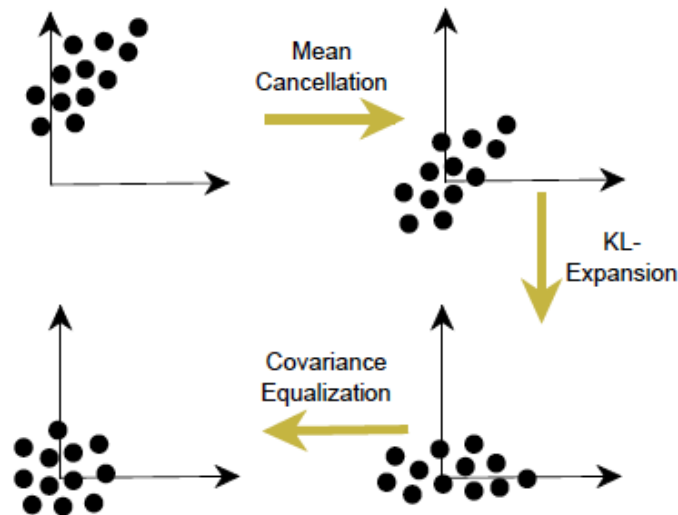 Mean
Cancellation
KL-
Expansion
Covariance
Equalization